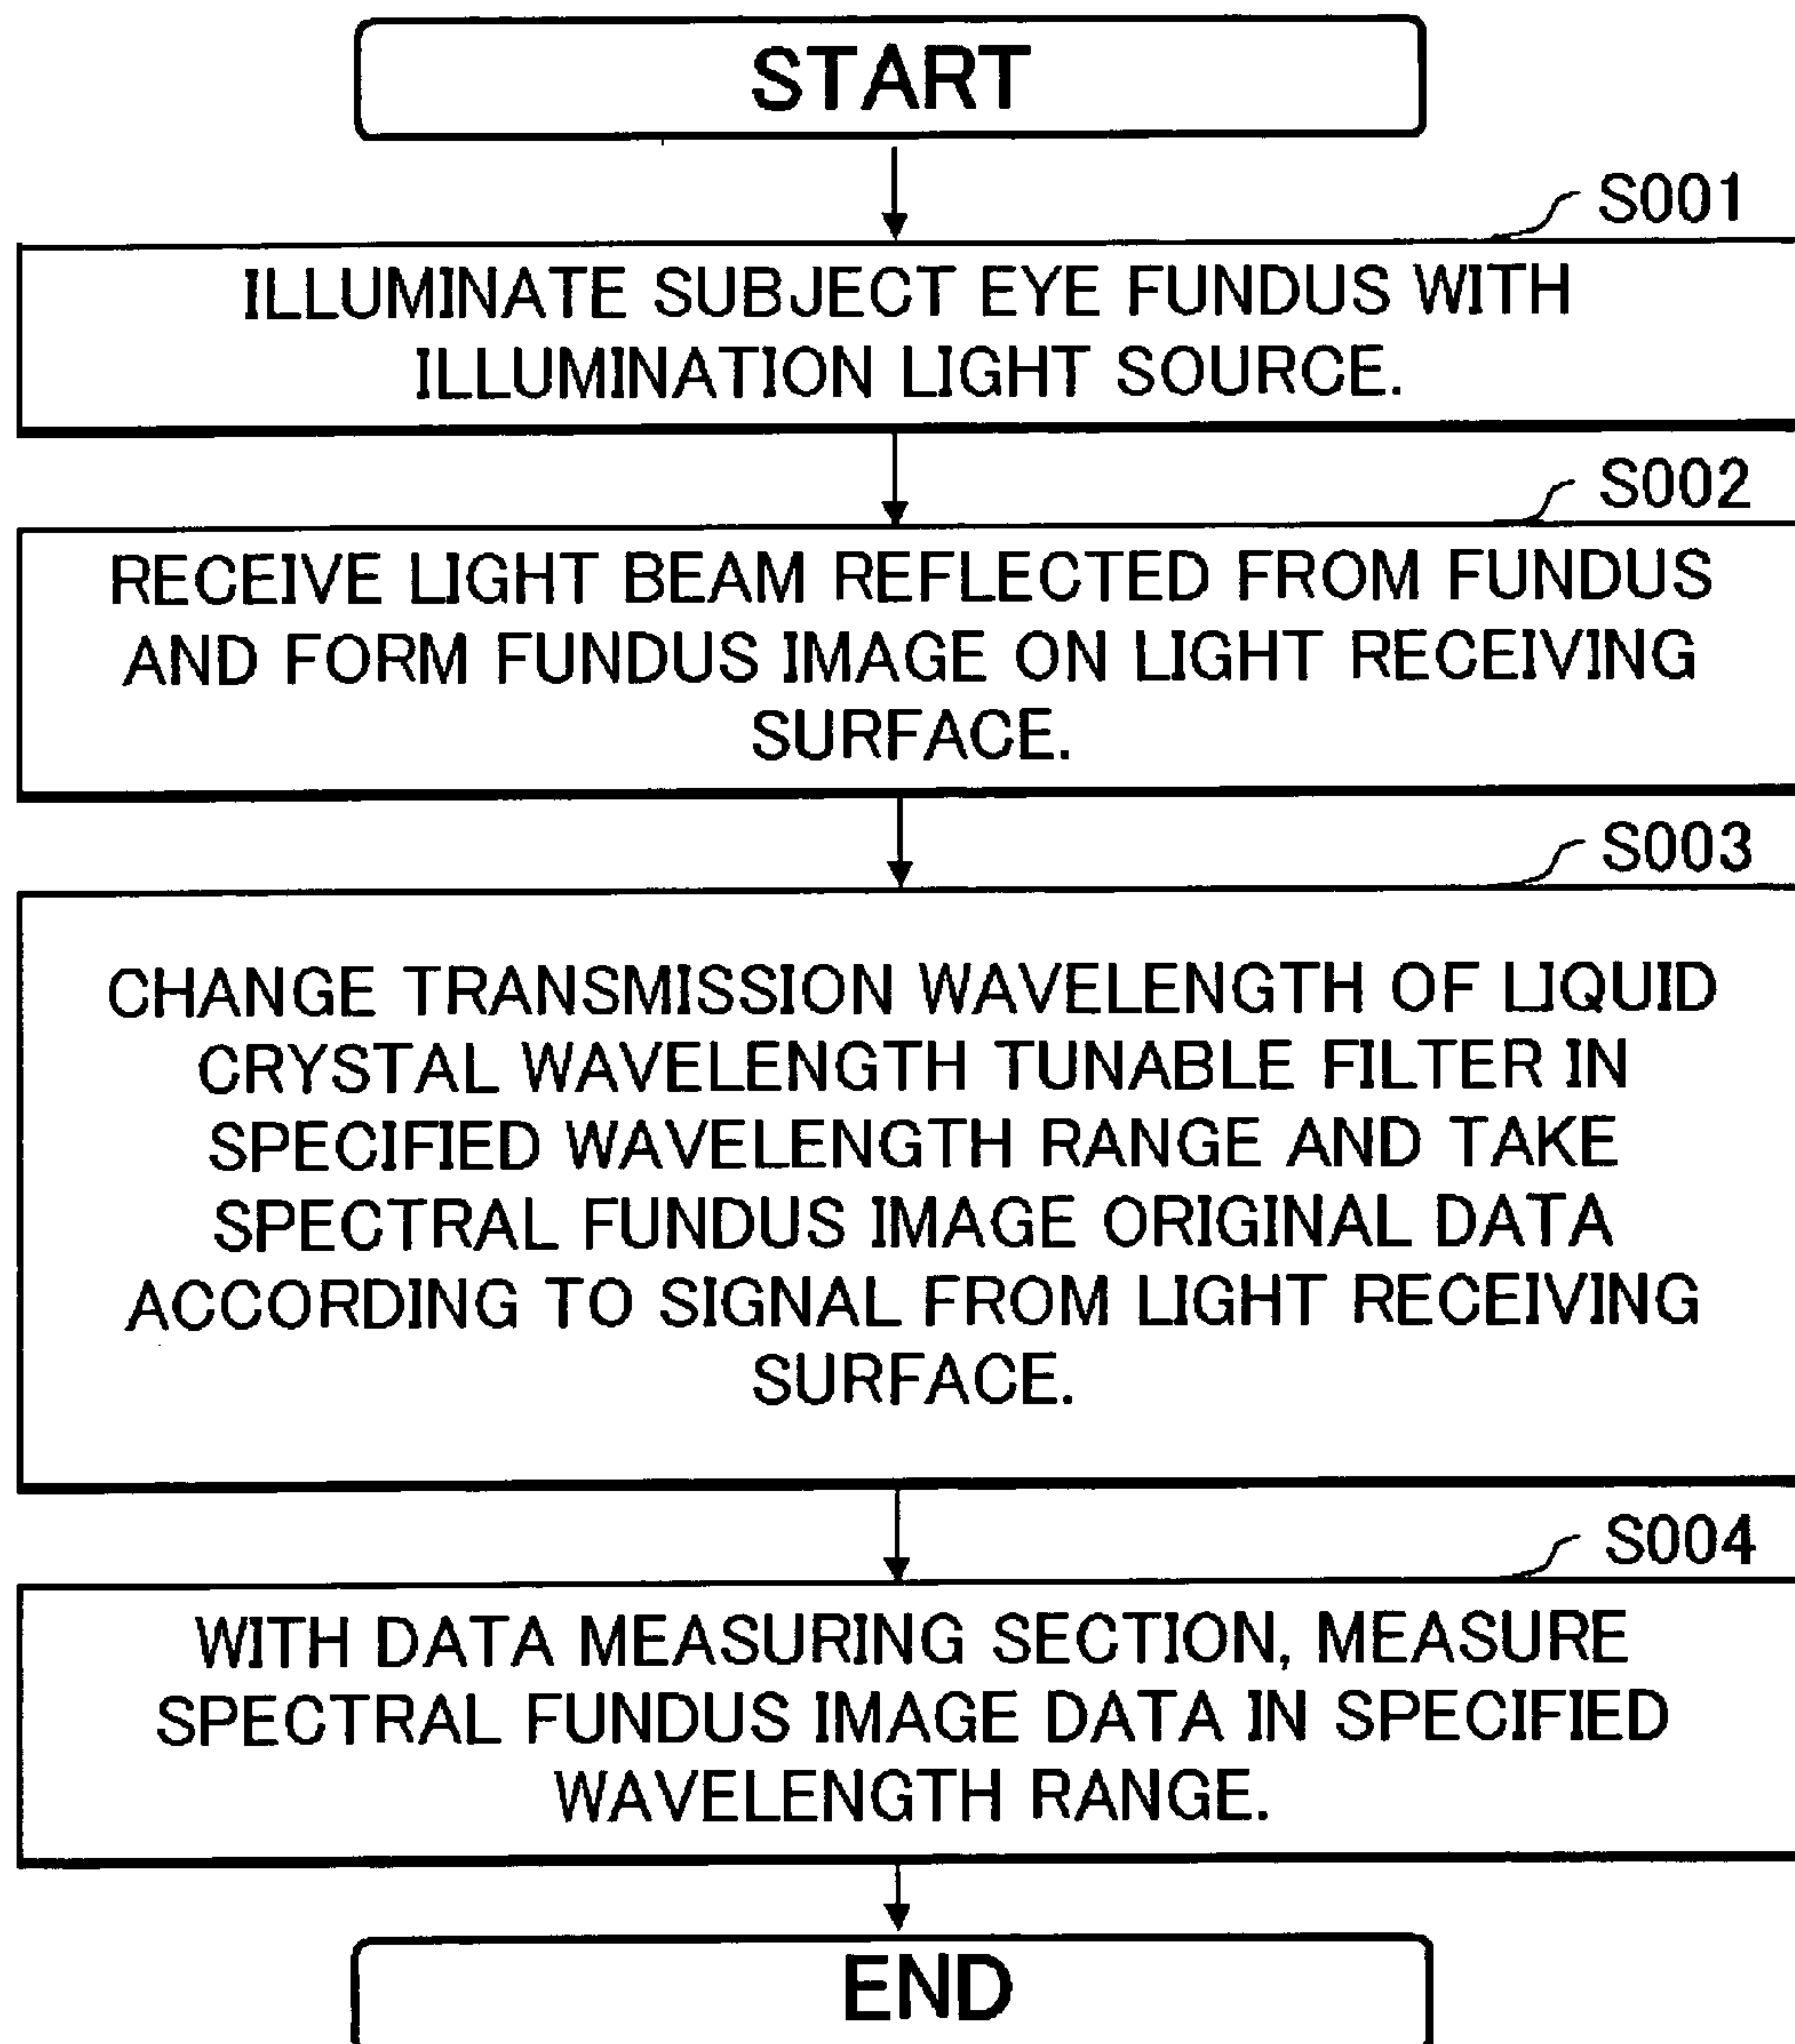 START
S001
ILLUMINATE SUBJECT EYE FUNDUS WITH
ILLUMINATION LIGHT SOURCE.
S002
RECEIVE LIGHT BEAM REFLECTED FROM FUNDUS
AND FORM FUNDUS IMAGE ON LIGHT RECEIVING
SURFACE.
S003
CHANGE TRANSMISSION WAVELENGTH OF LIQUID
CRYSTAL WAVELENGTH TUNABLE FILTER IN
SPECIFIED WAVELENGTH RANGE AND TAKE
SPECTRAL FUNDUS IMAGE ORIGINAL DATA
ACCORDING TO SIGNAL FROM LIGHT RECEIVING
SURFACE.
S004
WITH DATA MEASURING SECTION, MEASURE
SPECTRAL FUNDUS IMAGE DATA IN SPECIFIED
WAVELENGTH RANGE.
END